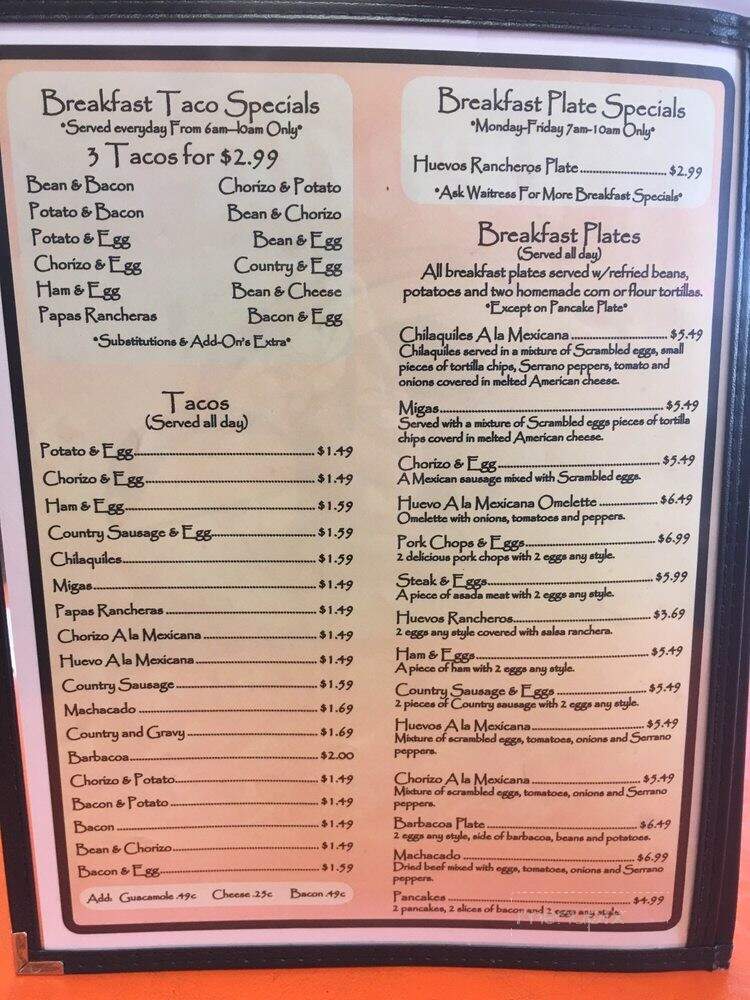 Breakfast Taco Specials
*Served everyday From 6am-10am Only*
3 Tacos for $2.99
Bean & Bacon Chorizo & Potato
Potato & Bacon Bean & Chorizo
Potato & Egg Bean & Egg
Chorizo & Egg Country & Egg
Ham & Egg Bean & Cheese
Papas Rancheras Bacon & Egg
*Substitutions & Add-On's Extra*
Tacos
(Served all day)
Potato & Egg $1.49
Chorizo & Egg $1.49
Ham & Egg $1.59
Country Sausage & Egg $1.59
Chilaquiles $1.59
Migas $1.49
Papas Rancheras $1.49
Chorizo A la Mexicana $1.49
Huevo A la Mexicana $1.49
Country Sausage $1.59
Machacado $1.69
Country and Gravy $1.69
Barbacoa $2.00
Chorizo & Potato $1.49
Bacon & Potato $1.49
Bacon $1.49
Bean & Chorizo $1.49
Bacon & Egg $1.59
Add: Guacamole .49c Cheese .25c Bacon .49c
Breakfast Plate Specials
*Monday-Friday 7am-10am Only*
Huevos Rancheros Plate $2.99
*Ask Waitress For More Breakfast Specials*
Breakfast Plates
(Served all day)
All breakfast plates served w/refried beans,
potatoes and two homemade corn or flour tortillas.
*Except on Pancake Plate*
Chilaquiles A la Mexicana $5.49
Chilaquiles served in a mixture of Scrambled eggs, small
pieces of tortilla chips, Serrano peppers, tomato and
onions covered in melted American cheese.
Migas $5.49
Served with a mixture of Scrambled eggs pieces of tortilla
chips coverd in melted American cheese.
Chorizo & Egg $5.49
A Mexican sausage mixed with Scrambled eggs.
Huevo A la Mexicana Omelette $6.49
Omelette with onions, tomatoes and peppers.
Pork Chops & Eggs $6.99
2 delicious pork chops with 2 eggs any style.
Steak & Eggs $5.99
A piece of asada meat with 2 eggs any style.
Huevos Rancheros $3.69
2 eggs any style covered with salsa ranchera.
Ham & Eggs $5.49
A piece of ham with 2 eggs any style.
Country Sausage & Eggs $5.49
2 pieces of Country sausage with 2 eggs any style.
Huevos A la Mexicana $5.49
Mixture of scrambled eggs, tomatoes, onions and Serrano
peppers.
Chorizo A la Mexicana $5.49
Mixture of scrambled eggs, tomatoes, onions and Serrano
peppers.
Barbacoa Plate $6.49
2 eggs any style, side of barbacoa, beans and potatoes.
Machacado $6.99
Dried beef mixed with eggs, tomatoes, onions and Serrano
peppers.
Pancakes $4.99
2 pancakes, 2 slices of bacon and 2 eggs any style.